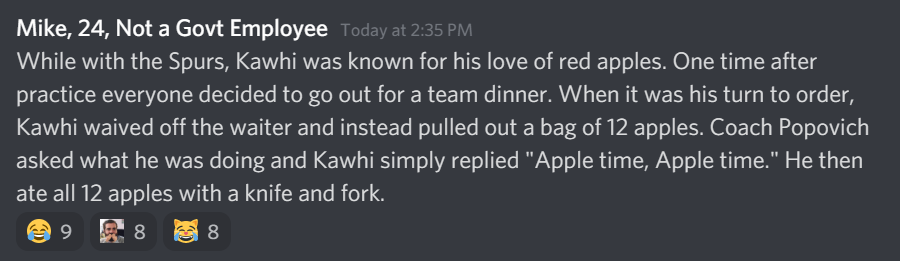 Mike, 24, Not a Govt Employee Today at 2:35 PM
While with the Spurs, Kawhi was known for his love of red apples. One time after
practice everyone decided to go out for a team dinner. When it was his turn to order,
Kawhi waived off the waiter and instead pulled out a bag of 12 apples. Coach Popovich
asked what he was doing and Kawhi simply replied "Apple time, Apple time." He then
ate all 12 apples with a knife and fork.
9 8 8